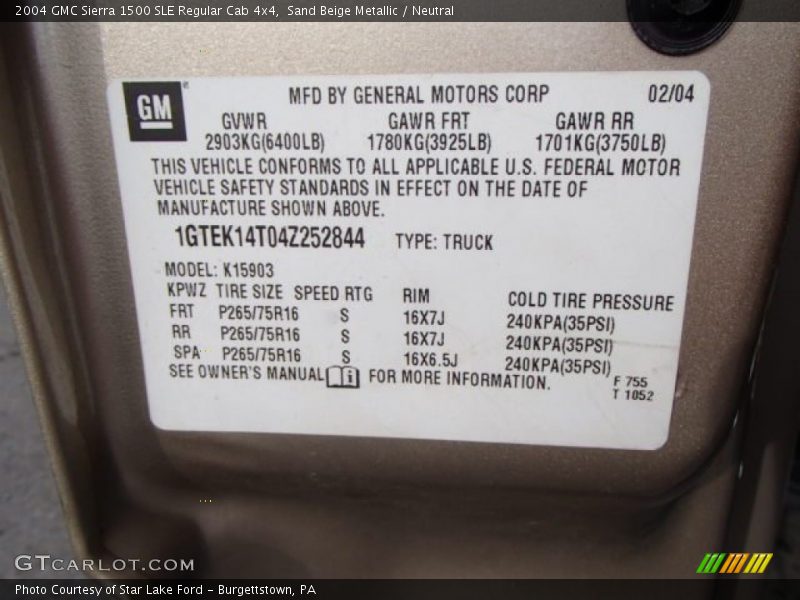 2004 GMC Sierra 1500 SLE Regular Cab 4x4, Sand Beige Metallic / Neutral
GM MFD BY GENERAL MOTORS CORP 02/04
GVWR GAWR FRT GAWR RR
2903KG(6400LB) 1780KG(3925LB) 1701KG(3750LB)
THIS VEHICLE CONFORMS TO ALL APPLICABLE U.S. FEDERAL MOTOR
VEHICLE SAFETY STANDARDS IN EFFECT ON THE DATE OF
MANUFACTURE SHOWN ABOVE.
1GTEK14T04Z252844 TYPE: TRUCK
MODEL: K15903
KPWZ TIRE SIZE SPEED RTG RIM COLD TIRE PRESSURE
FRT P265/75R16 S 16X7J 240KPA(35PSI)
RR P265/75R16 S 16X7J 240KPA(35PSI)
SPA P265/75R16 S 16X6.5J 240KPA(35PSI)
SEE OWNER'S MANUAL i FOR MORE INFORMATION.
F 755
T 1052
GTCARLOT.COM
Photo Courtesy of Star Lake Ford - Burgettstown, PA